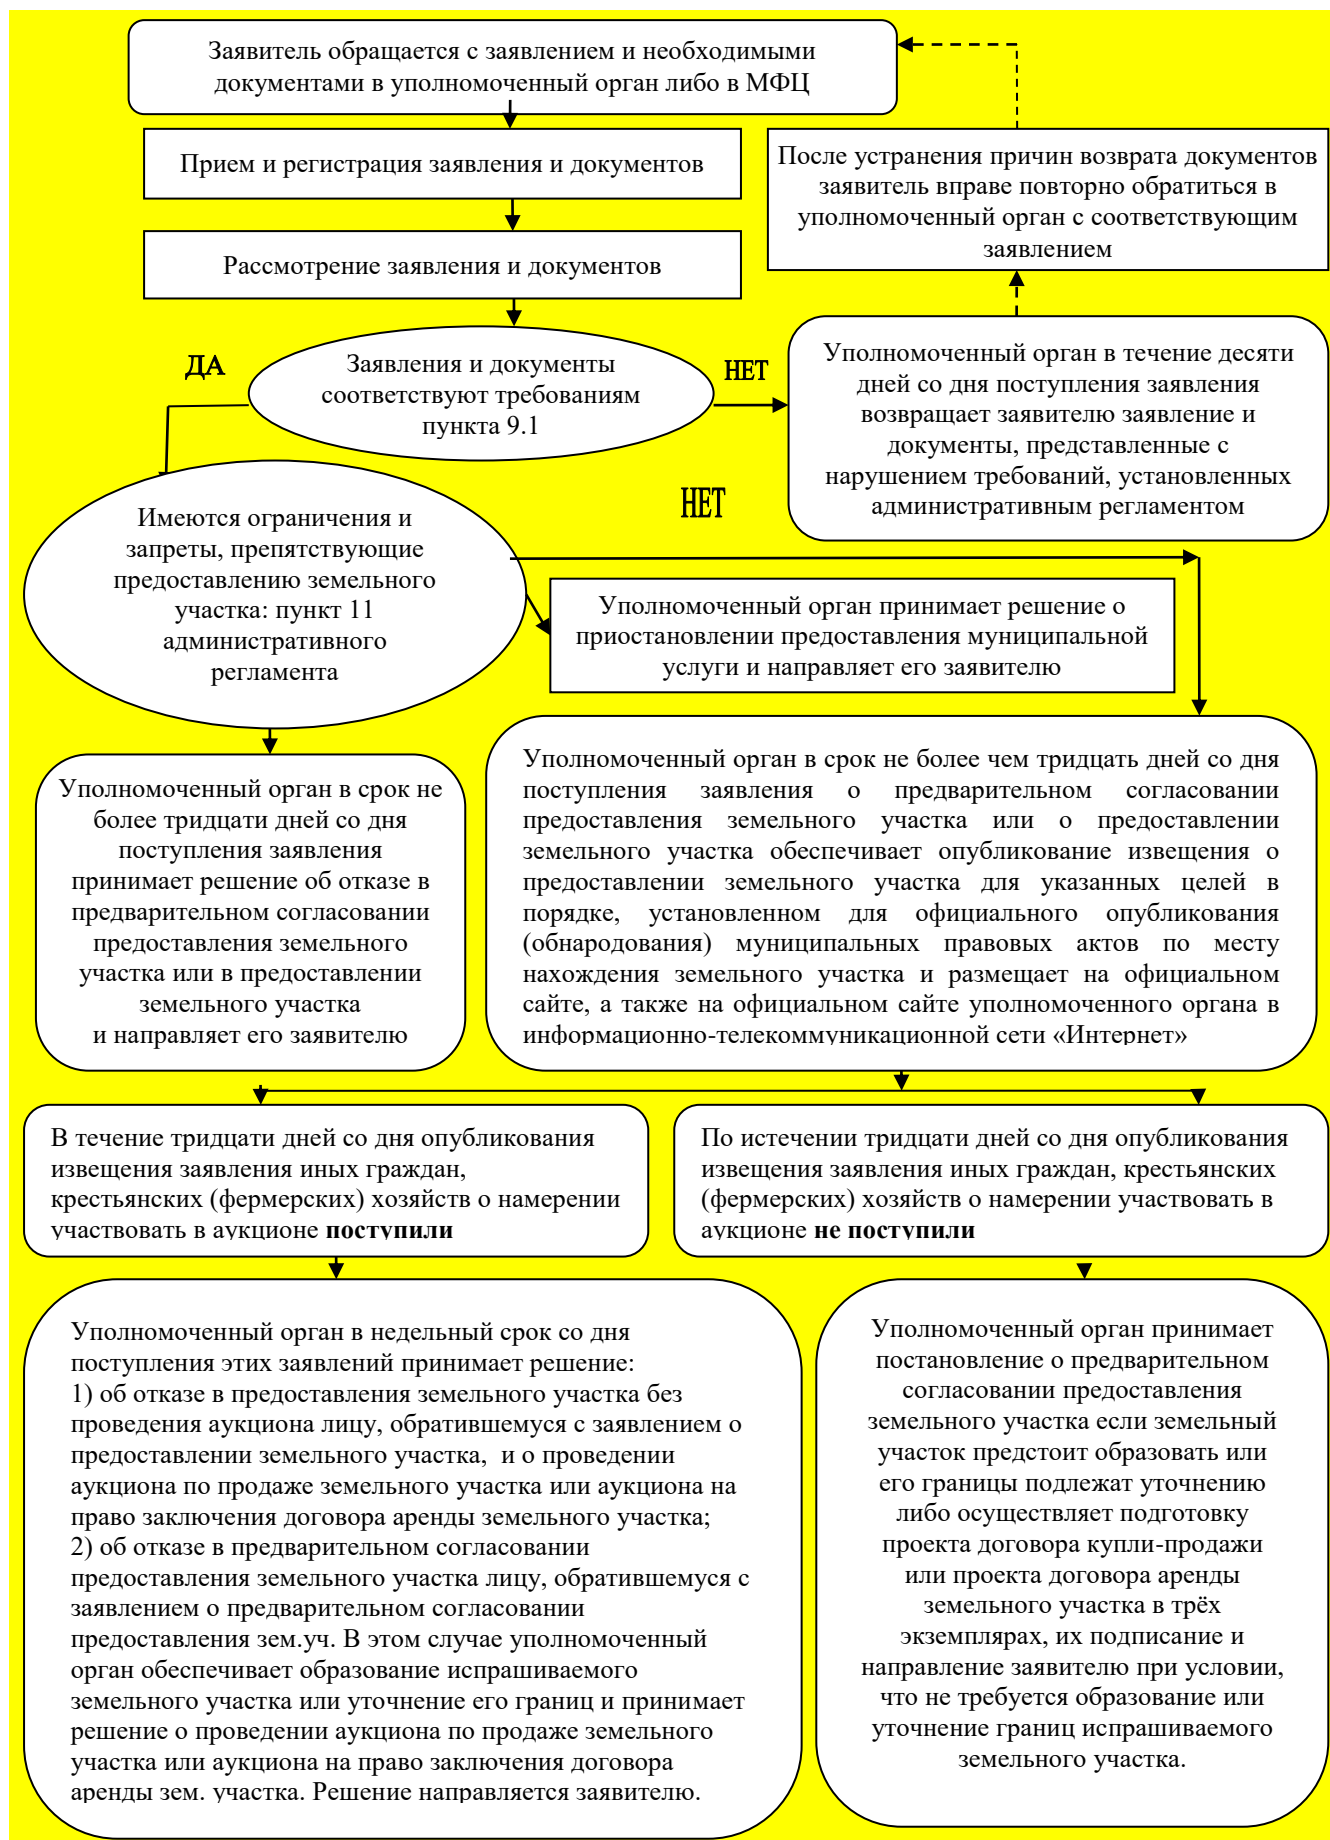 Заявитель обращается с заявлением и необходимыми
документами в уполномоченный орган либо в МФЦ
Прием и регистрация заявления и документов
После устранения причин возврата документов
заявитель вправе повторно обратиться в
уполномоченный орган с соответствующим
заявлением
Рассмотрение заявления и документов
ДА
Заявления и документы
соответствуют требованиям
пункта 9.1
НЕТ
Уполномоченный орган в течение десяти
дней со дня поступления заявления
возвращает заявителю заявление и
документы, представленные с
нарушением требований, установленных
административным регламентом
НЕТ
Имеются ограничения и
запреты, препятствующие
предоставлению земельного
участка: пункт 11
административного
регламента
Уполномоченный орган принимает решение о
приостановлении предоставления муниципальной
услуги и направляет его заявителю
Уполномоченный орган в срок не
более тридцати дней со дня
поступления заявления
принимает решение об отказе в
предварительном согласовании
предоставления земельного
участка или в предоставлении
земельного участка
и направляет его заявителю
Уполномоченный орган в срок не более чем тридцать дней со дня
поступления заявления о предварительном согласовании
предоставления земельного участка или о предоставлении
земельного участка обеспечивает опубликование извещения о
предоставлении земельного участка для указанных целей в
порядке, установленном для официального опубликования
(обнародования) муниципальных правовых актов по месту
нахождения земельного участка и размещает на официальном
сайте, а также на официальном сайте уполномоченного органа в
информационно-телекоммуникационной сети «Интернет»
В течение тридцати дней со дня опубликования
извещения заявления иных граждан,
крестьянских (фермерских) хозяйств о намерении
участвовать в аукционе поступили
По истечении тридцати дней со дня опубликования
извещения заявления иных граждан, крестьянских
(фермерских) хозяйств о намерении участвовать в
аукционе не поступили
Уполномоченный орган в недельный срок со дня
поступления этих заявлений принимает решение:
1) об отказе в предоставления земельного участка без
проведения аукциона лицу, обратившемуся с заявлением о
предоставлении земельного участка, и о проведении
аукциона по продаже земельного участка или аукциона на
право заключения договора аренды земельного участка;
2) об отказе в предварительном согласовании
предоставления земельного участка лицу, обратившемуся с
заявлением о предварительном согласовании
предоставления зем.уч. В этом случае уполномоченный
орган обеспечивает образование испрашиваемого
земельного участка или уточнение его границ и принимает
решение о проведении аукциона по продаже земельного
участка или аукциона на право заключения договора
аренды зем. участка. Решение направляется заявителю.
Уполномоченный орган принимает
постановление о предварительном
согласовании предоставления
земельного участка если земельный
участок предстоит образовать или
его границы подлежат уточнению
либо осуществляет подготовку
проекта договора купли-продажи
или проекта договора аренды
земельного участка в трёх
экземплярах, их подписание и
направление заявителю при условии,
что не требуется образование или
уточнение границ испрашиваемого
земельного участка.